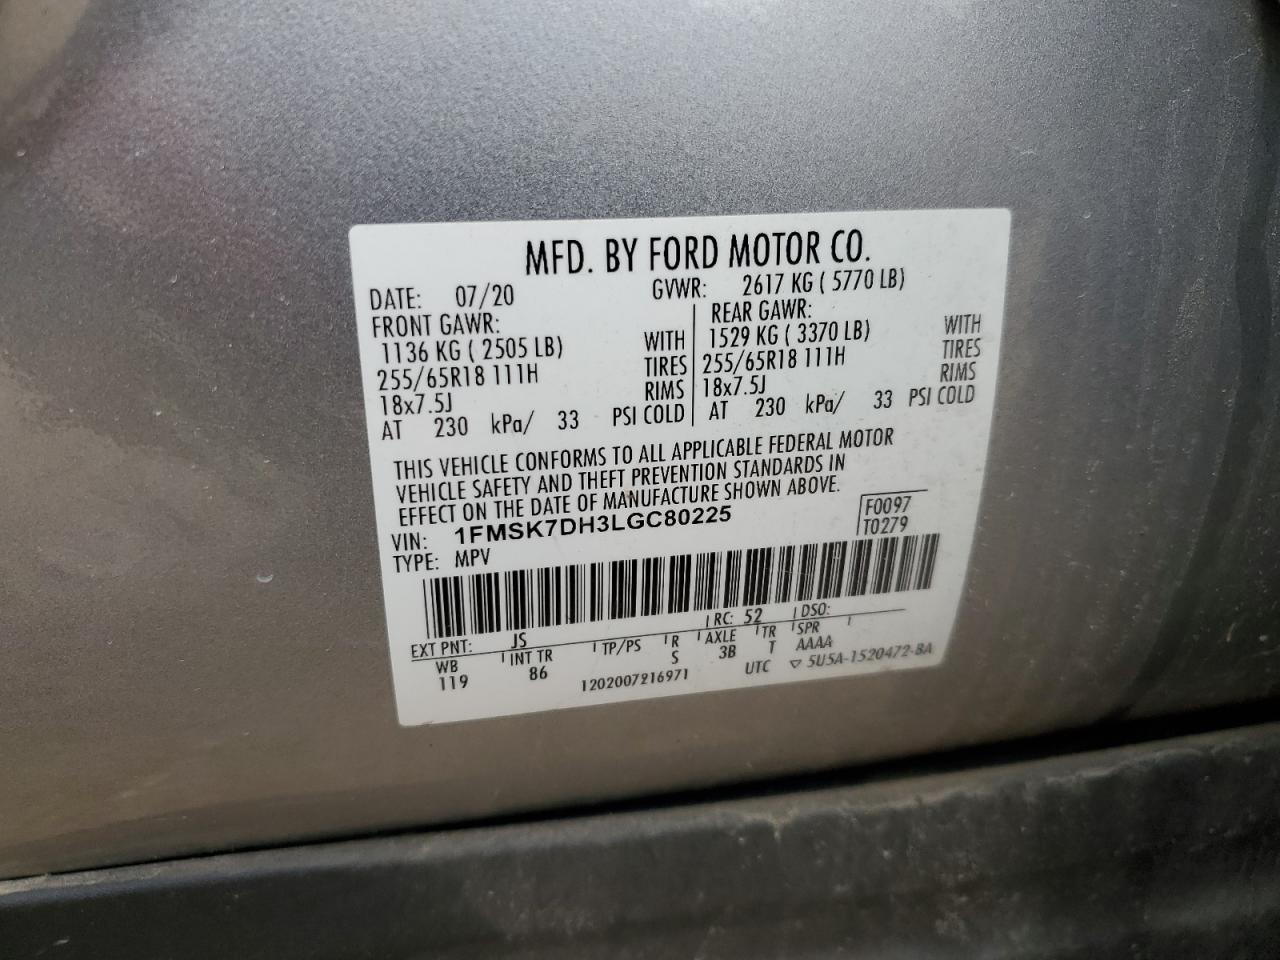 MFD. BY FORD MOTOR CO.
DATE: 07/20 GVWR: 2617 KG ( 5770 LB)
FRONT GAWR: REAR GAWR:
1136 KG ( 2505 LB) WITH 1529 KG ( 3370 LB) WITH
255/65R18 111H TIRES 255/65R18 111H TIRES
18x7.5J RIMS 18x7.5J RIMS
AT 230 kPa/ 33 PSI COLD AT 230 kPa/ 33 PSI COLD
THIS VEHICLE CONFORMS TO ALL APPLICABLE FEDERAL MOTOR
VEHICLE SAFETY AND THEFT PREVENTION STANDARDS IN
EFFECT ON THE DATE OF MANUFACTURE SHOWN ABOVE.
VIN: 1FMSK7DH3LGC80225 F0097
TYPE: MPV T0279
EXT PNT: JS RC: 52 DSO:
WB INT TR TP/PS R AXLE TR SPR
119 86 S 3B T AAAA
1202007216971 UTC ▽ 5U5A-1520472-BA